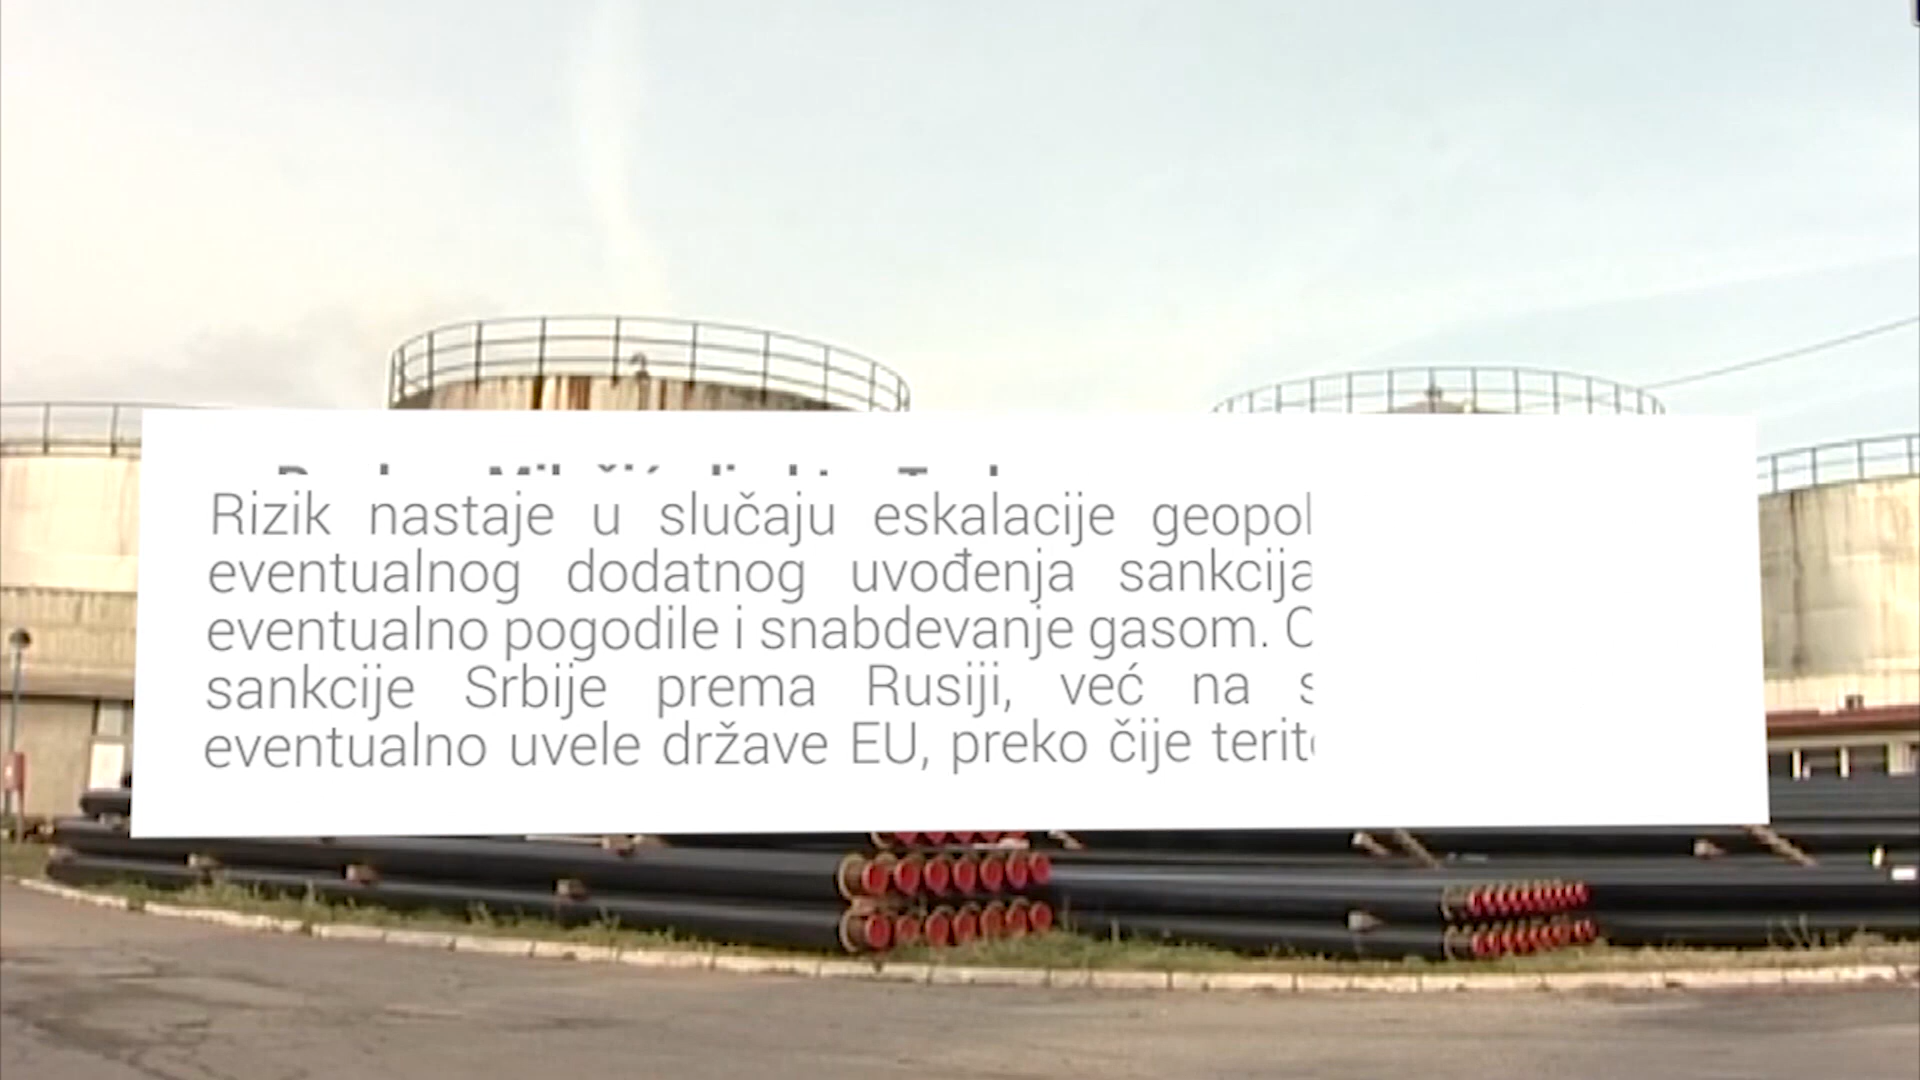 Rizik nastaje u slučaju eskalacije
eventualnog dodatnog uvođenja sankcija
eventualno pogodile i snabdevanje gasom.
sankcije Srbije prema Rusiji, već na
eventualno uvele države EU, preko čije